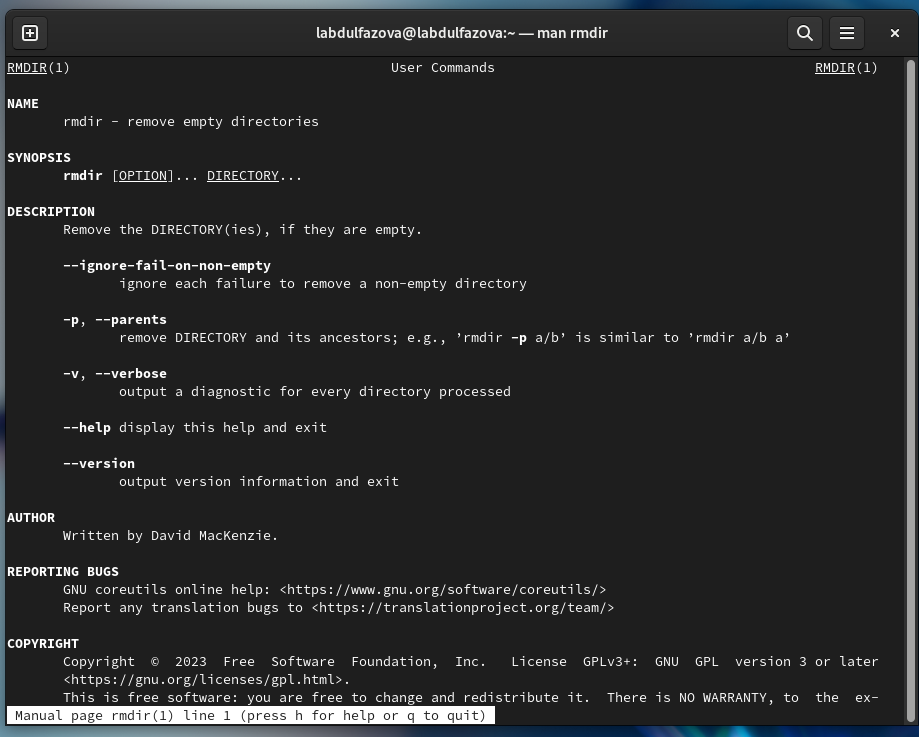 labdulfazova@labdulfazova:~ — man rmdir
RMDIR(1) User Commands RMDIR(1)
NAME
rmdir - remove empty directories
SYNOPSIS
rmdir [OPTION]... DIRECTORY...
DESCRIPTION
Remove the DIRECTORY(ies), if they are empty.
--ignore-fail-on-non-empty
ignore each failure to remove a non-empty directory
-p, --parents
remove DIRECTORY and its ancestors; e.g., ’rmdir -p a/b’ is similar to ’rmdir a/b a’
-v, --verbose
output a diagnostic for every directory processed
--help display this help and exit
--version
output version information and exit
AUTHOR
Written by David MacKenzie.
REPORTING BUGS
GNU coreutils online help: <https://www.gnu.org/software/coreutils/>
Report any translation bugs to <https://translationproject.org/team/>
COPYRIGHT
Copyright © 2023 Free Software Foundation, Inc. License GPLv3+: GNU GPL version 3 or later
<https://gnu.org/licenses/gpl.html>.
This is free software: you are free to change and redistribute it. There is NO WARRANTY, to the ex-
Manual page rmdir(1) line 1 (press h for help or q to quit)